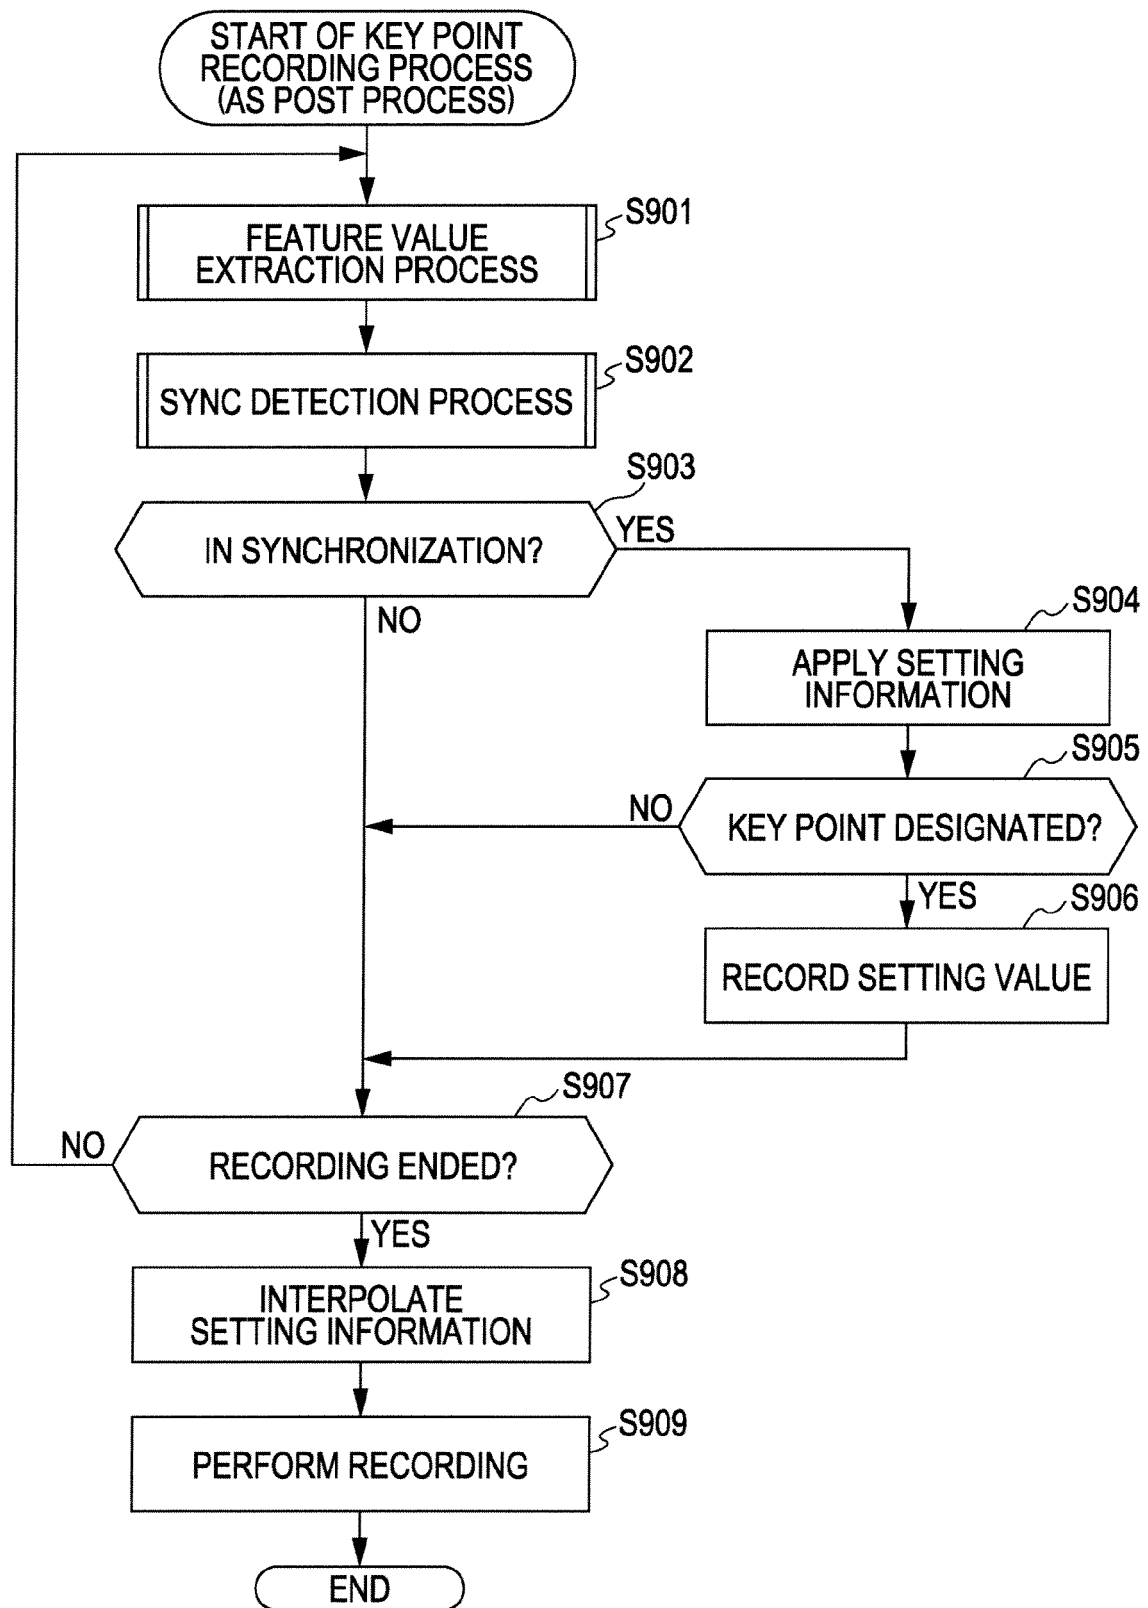 START OF KEY POINT
RECORDING PROCESS
(AS POST PROCESS)
S901
FEATURE VALUE
EXTRACTION PROCESS
S902
SYNC DETECTION PROCESS
S903
IN SYNCHRONIZATION?
YES
NO
S904
APPLY SETTING
INFORMATION
S905
NO
KEY POINT DESIGNATED?
YES
S906
RECORD SETTING VALUE
S907
NO
RECORDING ENDED?
YES
S908
INTERPOLATE
SETTING INFORMATION
S909
PERFORM RECORDING
END